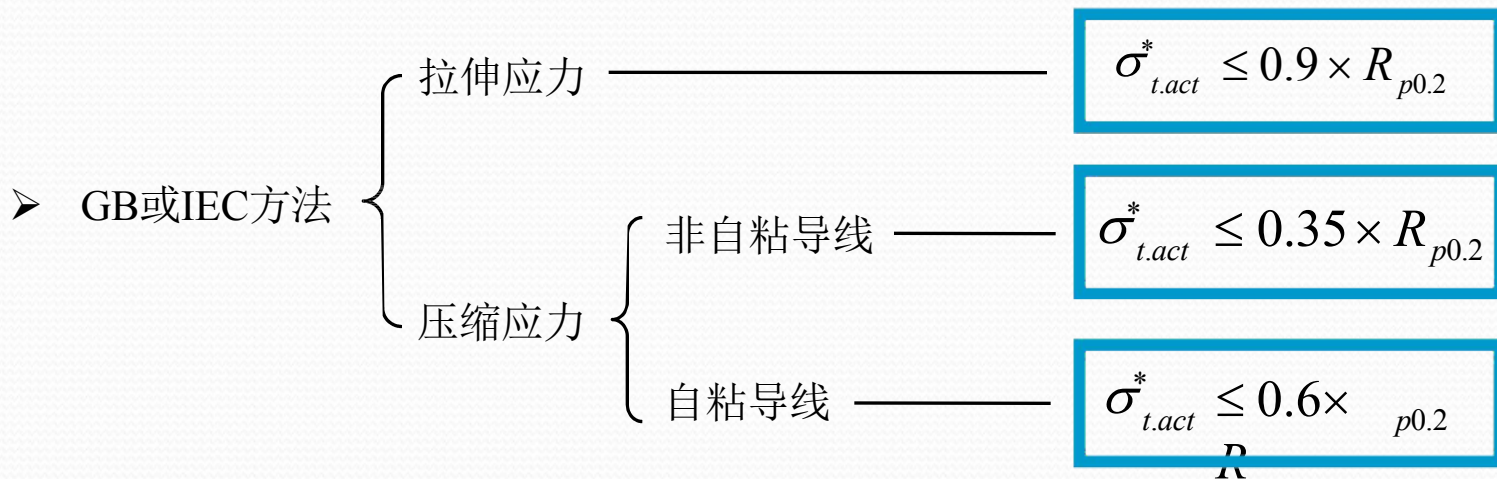 拉伸应力
σ*t.act ≤ 0.9 × Rp0.2
➢ GB或IEC方法
非自粘导线
σ*t.act ≤ 0.35 × Rp0.2
压缩应力
自粘导线
σ*t.act ≤ 0.6× p0.2
R